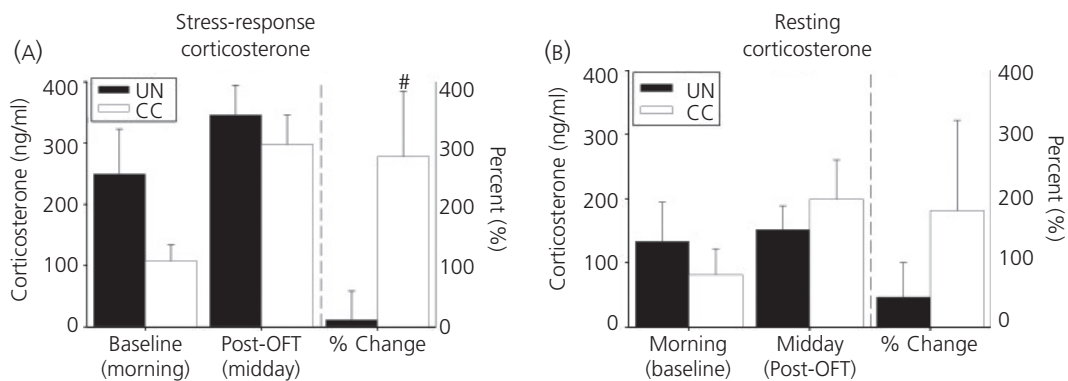 Stress-response
corticosterone
(A)
UN
CC
#
Corticosterone (ng/ml)
400
300
200
100
0
Percent (%)
400
300
200
100
0
Baseline
(morning)
Post-OFT
(midday)
% Change
Resting
corticosterone
(B)
UN
CC
Corticosterone (ng/ml)
400
300
200
100
0
Percent (%)
400
300
200
100
0
Morning
(baseline)
Midday
(Post-OFT)
% Change